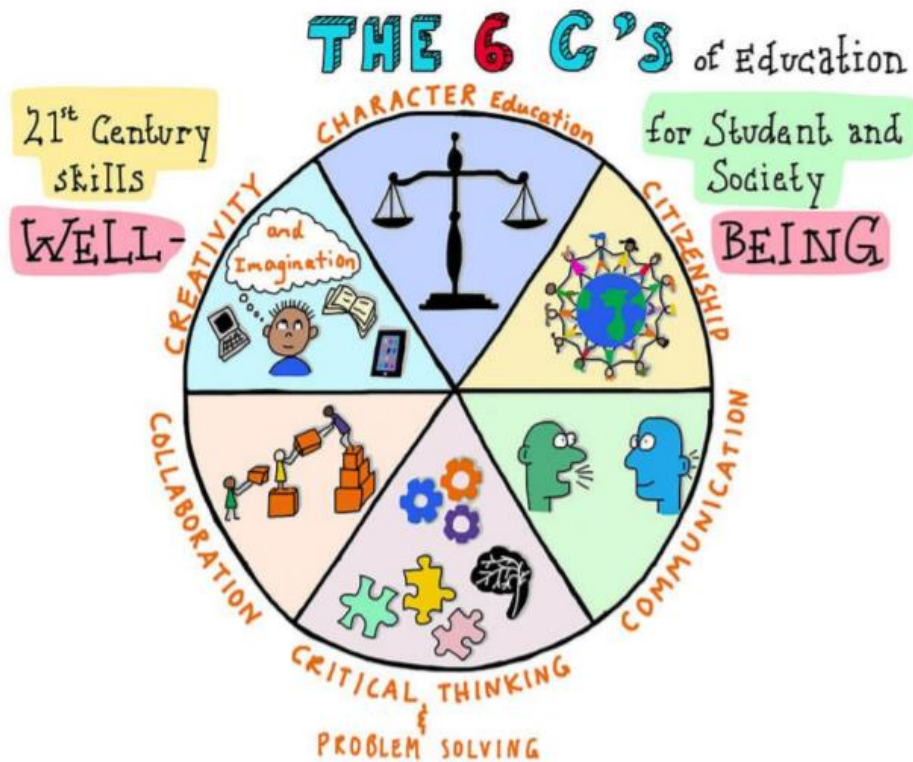 THE 6 C'S of Education
21st Century
skills
WELL-
for Student and
Society
BEING
CHARACTER Education
CREATIVITY
and
Imagination
CITIZENSHIP
COLLABORATION
COMMUNICATION
CRITICAL THINKING
&
PROBLEM SOLVING